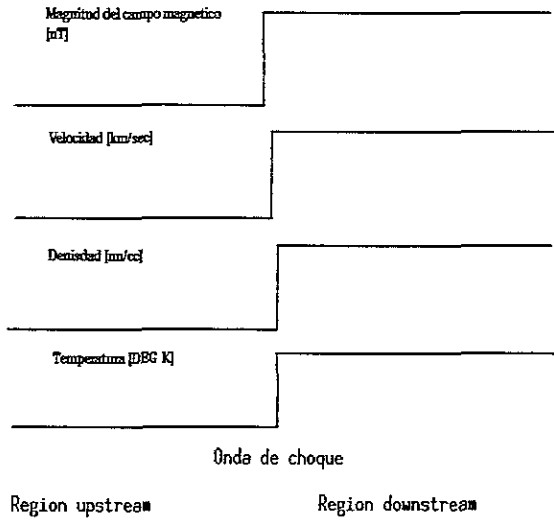 Magnitud del campo magnetico
[nT]
Velocidad [km/sec]
Densidad [nn/cc]
Temperatura [DEG K]
Onda de choque
Region upstream
Region downstream